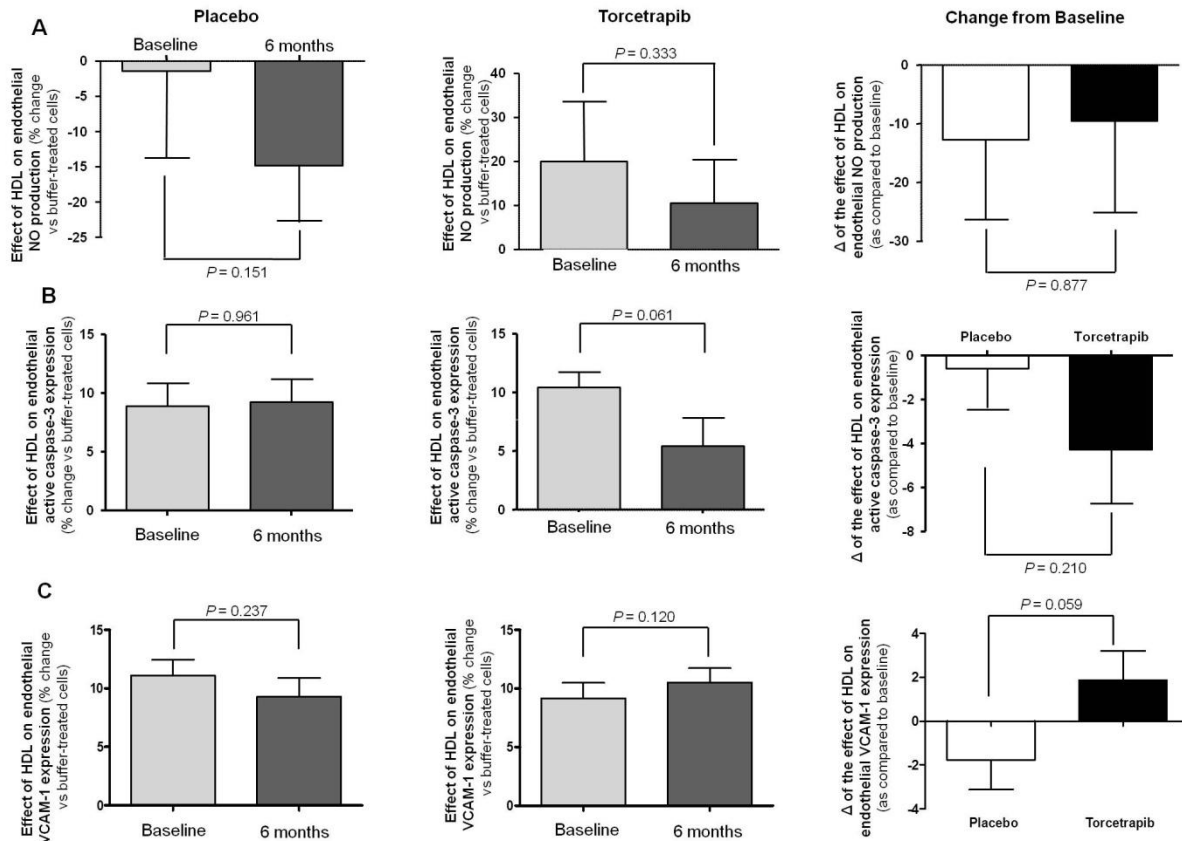 Placebo
Torcetrapib
Change from Baseline
A
Effect of HDL on endothelial
NO production (% change
vs buffer-treated cells)
Baseline
6 months
0
-5
-10
-15
-20
-25
P = 0.151
Effect of HDL on endothelial
NO production (% change
vs buffer-treated cells)
40
30
20
10
0
P = 0.333
Baseline
6 months
Δ of the effect of HDL on
endothelial NO production
(as compared to baseline)
0
-10
-20
-30
P = 0.877
B
Effect of HDL on endothelial
active caspase-3 expression
(% change vs buffer-treated cells)
15
10
5
0
P = 0.961
Baseline
6 months
Effect of HDL on endothelial
active caspase-3 expression
(% change vs buffer-treated cells)
15
10
5
0
P = 0.061
Baseline
6 months
Δ of the effect of HDL on endothelial
active caspase-3 expression
(as compared to baseline)
Placebo
Torcetrapib
0
-2
-4
-6
-8
P = 0.210
C
Effect of HDL on endothelial
VCAM-1 expression (% change
vs buffer-treated cells)
15
10
5
0
P = 0.237
Baseline
6 months
Effect of HDL on endothelial
VCAM-1 expression (% change
vs buffer-treated cells)
15
10
5
0
P = 0.120
Baseline
6 months
Δ of the effect of HDL on
endothelial VCAM-1 expression
(as compared to baseline)
4
2
0
-2
-4
P = 0.059
Placebo
Torcetrapib